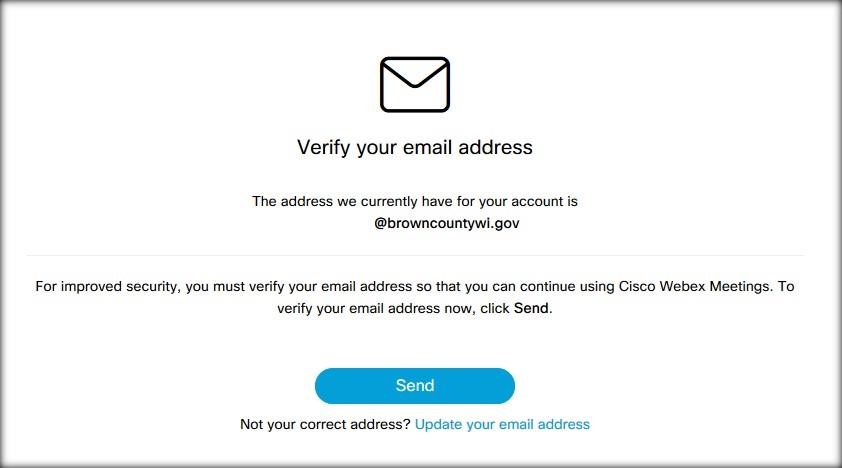 Verify your email address
The address we currently have for your account is
@browncountywi.gov
For improved security, you must verify your email address so that you can continue using Cisco Webex Meetings. To
verify your email address now, click Send.
Send
Not your correct address? Update your email address